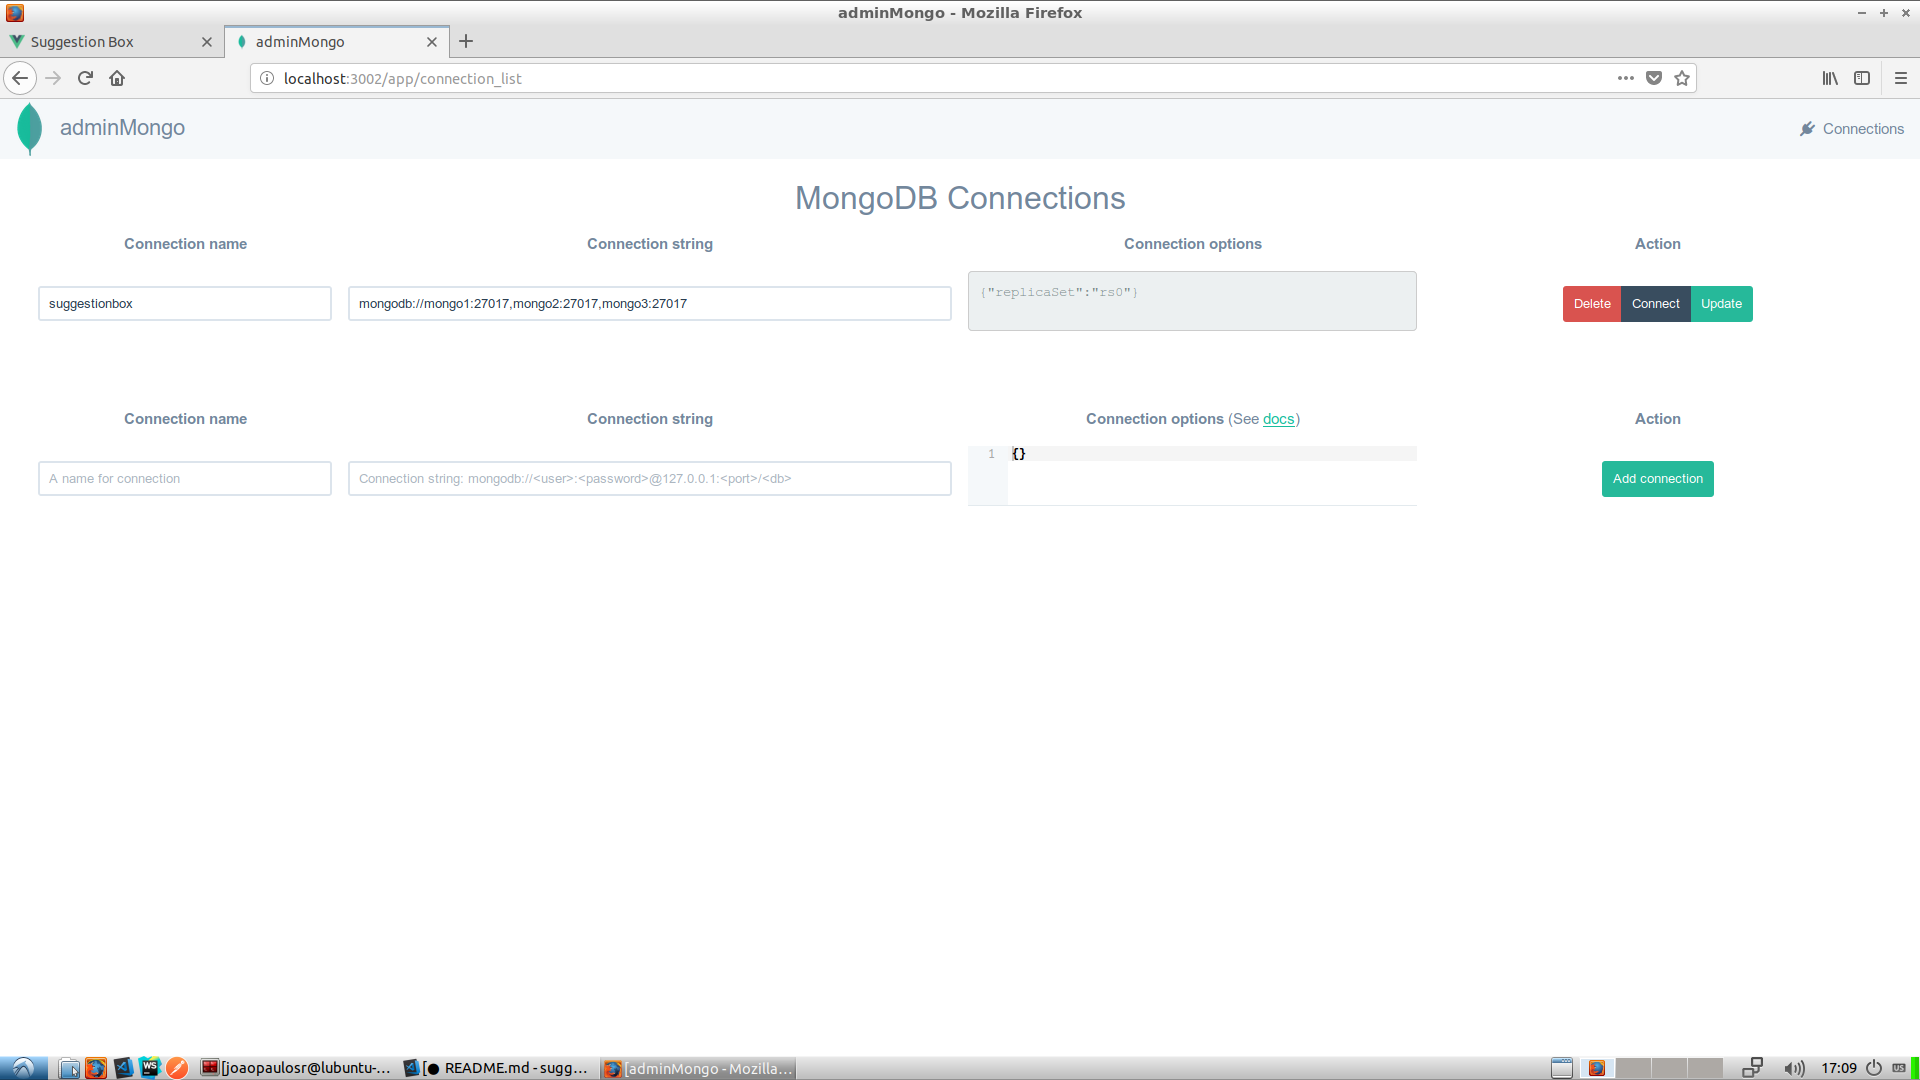 adminMongo - Mozilla Firefox
Suggestion Box
adminMongo
localhost:3002/app/connection_list
adminMongo
Connections
MongoDB Connections
Connection name Connection string Connection options Action
suggestionbox mongodb://mongo1:27017,mongo2:27017,mongo3:27017 {"replicaSet":"rs0"} Delete Connect Update
Connection name Connection string Connection options (See docs) Action
A name for connection Connection string: mongodb://<user>:<password>@127.0.0.1:<port>/<db> 1 {} Add connection
WS [joaopaulosr@lubuntu-... [● README.md - sugg... [adminMongo - Mozilla... 17:09 US